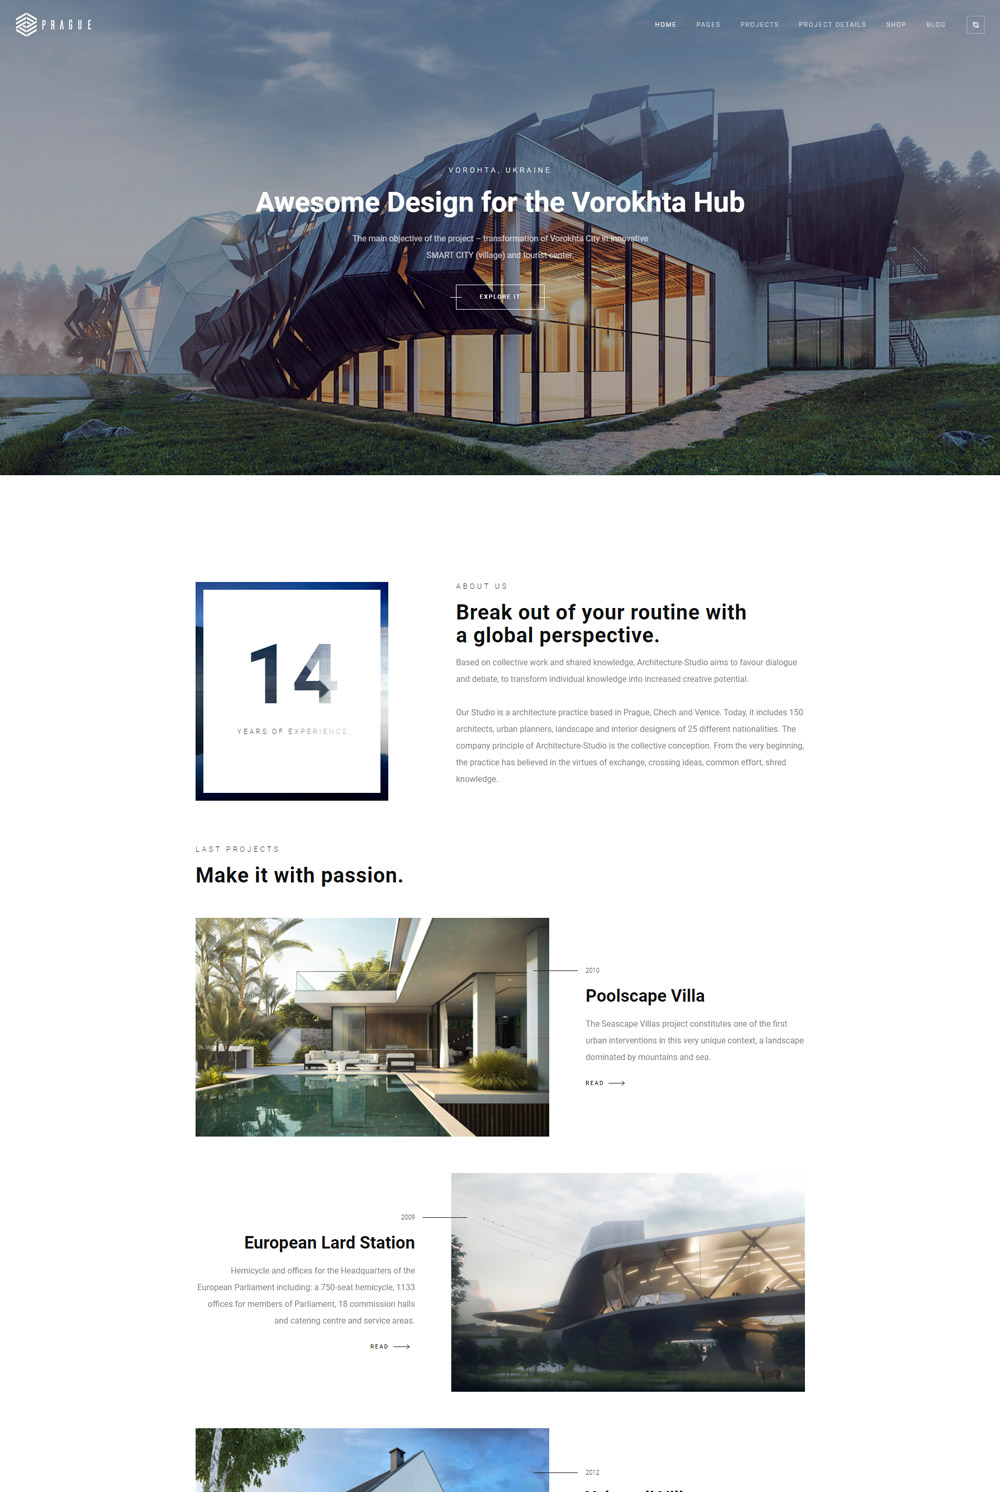 PRAGUE
HOME PAGES PROJECTS PROJECT DETAILS SHOP BLOG
VOROHTA, UKRAINE
Awesome Design for the Vorokhta Hub
The main objective of the project – transformation of Vorokhta City in innovative
SMART CITY (village) and tourist center.
EXPLORE IT
14
YEARS OF EXPERIENCE
ABOUT US
Break out of your routine with
a global perspective.
Based on collective work and shared knowledge, Architecture-Studio aims to favour dialogue
and debate, to transform individual knowledge into increased creative potential.
Our Studio is a architecture practice based in Prague, Chech and Venice. Today, it includes 150
architects, urban planners, landscape and interior designers of 25 different nationalities. The
company principle of Architecture-Studio is the collective conception. From the very beginning,
the practice has believed in the virtues of exchange, crossing ideas, common effort, shred
knowledge.
LAST PROJECTS
Make it with passion.
2010
Poolscape Villa
The Seascape Villas project constitutes one of the first
urban interventions in this very unique context, a landscape
dominated by mountains and sea.
READ
2009
European Lard Station
Hemicycle and offices for the Headquarters of the
European Parliament including: a 750-seat hemicycle, 1133
offices for members of Parliament, 18 commission halls
and catering centre and service areas.
READ
2012